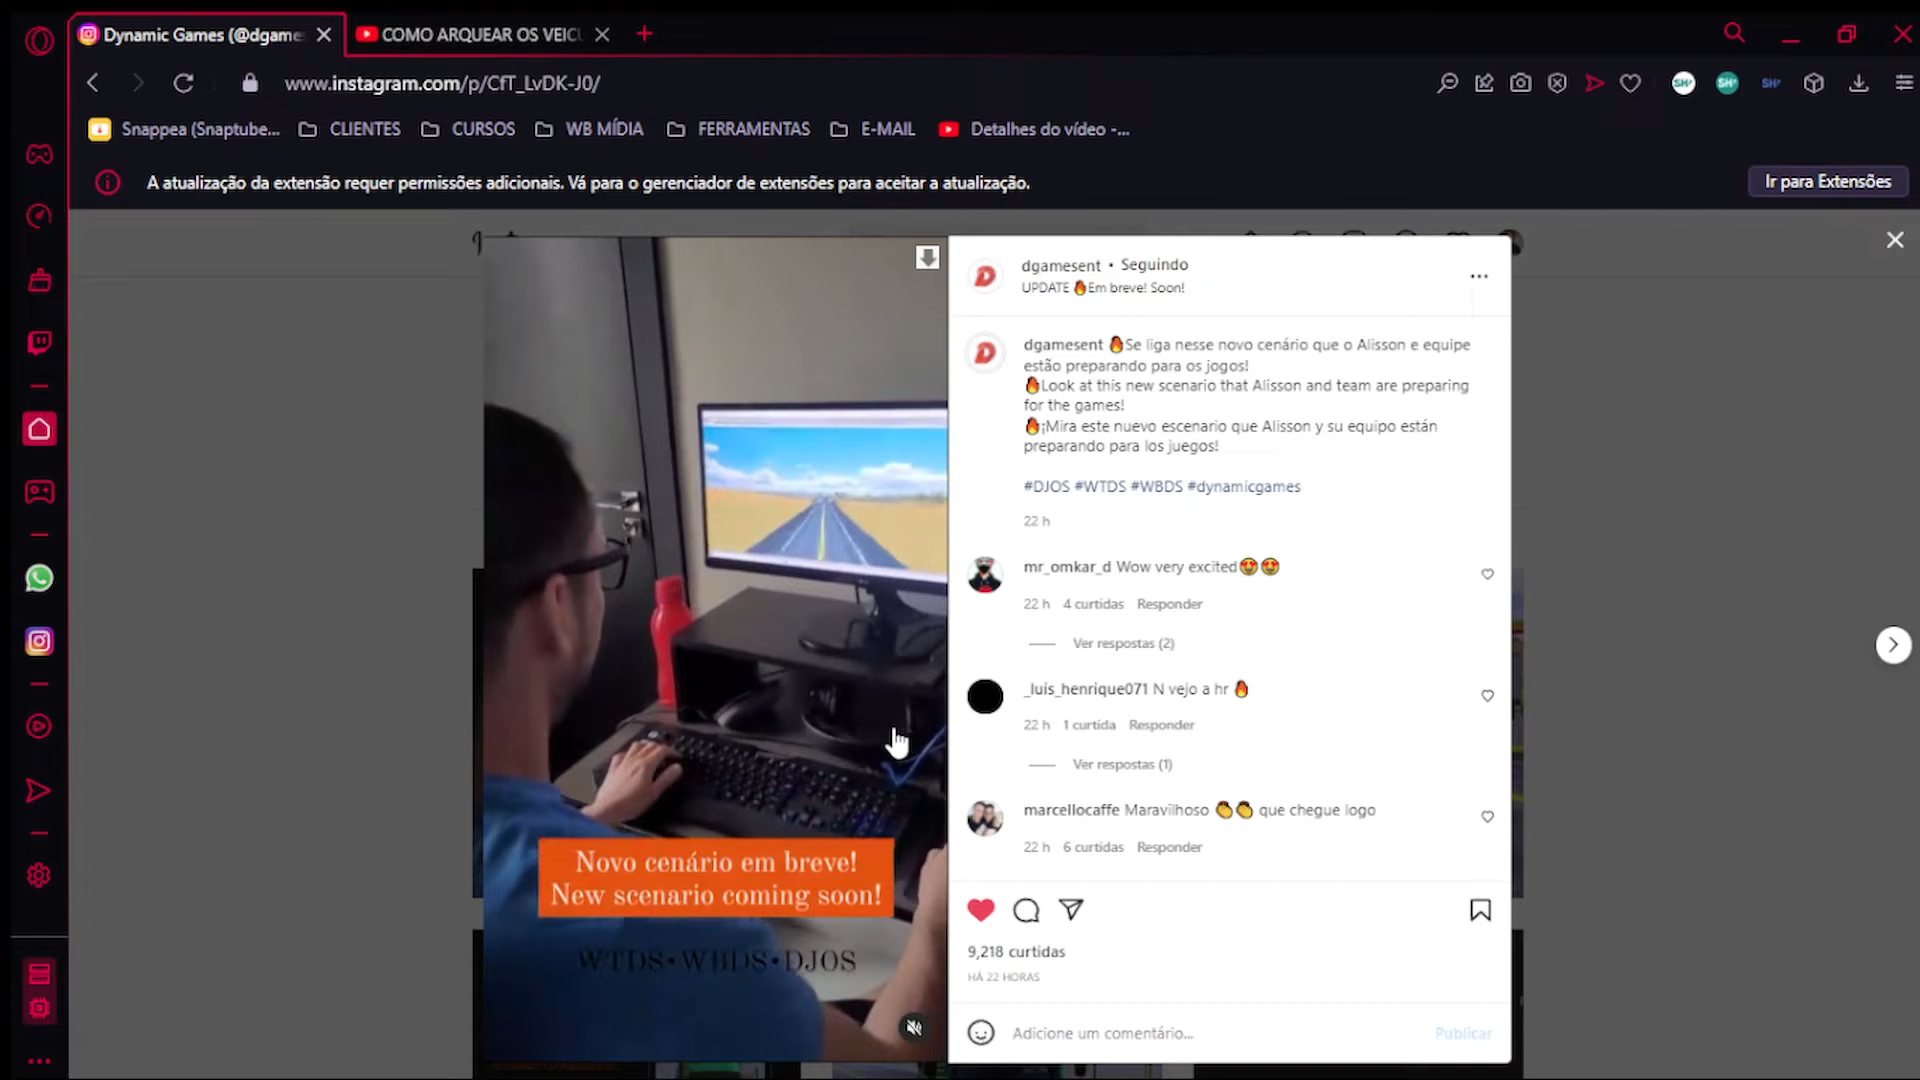 Dynamic Games (@dgame
COMO ARQUEAR OS VEIC
www.instagram.com/p/CfT_LvDK-J0/
Snappea (Snaptube...
CLIENTES
CURSOS
WB MÍDIA
FERRAMENTAS
E-MAIL
Detalhes do vídeo -...
A atualização da extensão requer permissões adicionais. Vá para o gerenciador de extensões para aceitar a atualização.
Ir para Extensões
dgamesent • Seguindo
UPDATE 🔥Em breve! Soon!
dgamesent 🔥Se liga nesse novo cenário que o Alisson e equipe
estão preparando para os jogos!
🔥Look at this new scenario that Alisson and team are preparing
for the games!
🔥¡Mira este nuevo escenario que Alisson y su equipo están
preparando para los juegos!
#DJOS #WTDS #WBDS #dynamicgames
22 h
mr_omkar_d Wow very excited😍😍
22 h 4 curtidas Responder
Ver respostas (2)
_luis_henrique071 N vejo a hr 🔥
22 h 1 curtida Responder
Ver respostas (1)
marcellocaffe Maravilhoso 👏👏 que chegue logo
22 h 6 curtidas Responder
9,218 curtidas
HÁ 22 HORAS
Adicione um comentário...
Publicar
Novo cenário em breve!
New scenario coming soon!
WTDS•WBDS•DJOS